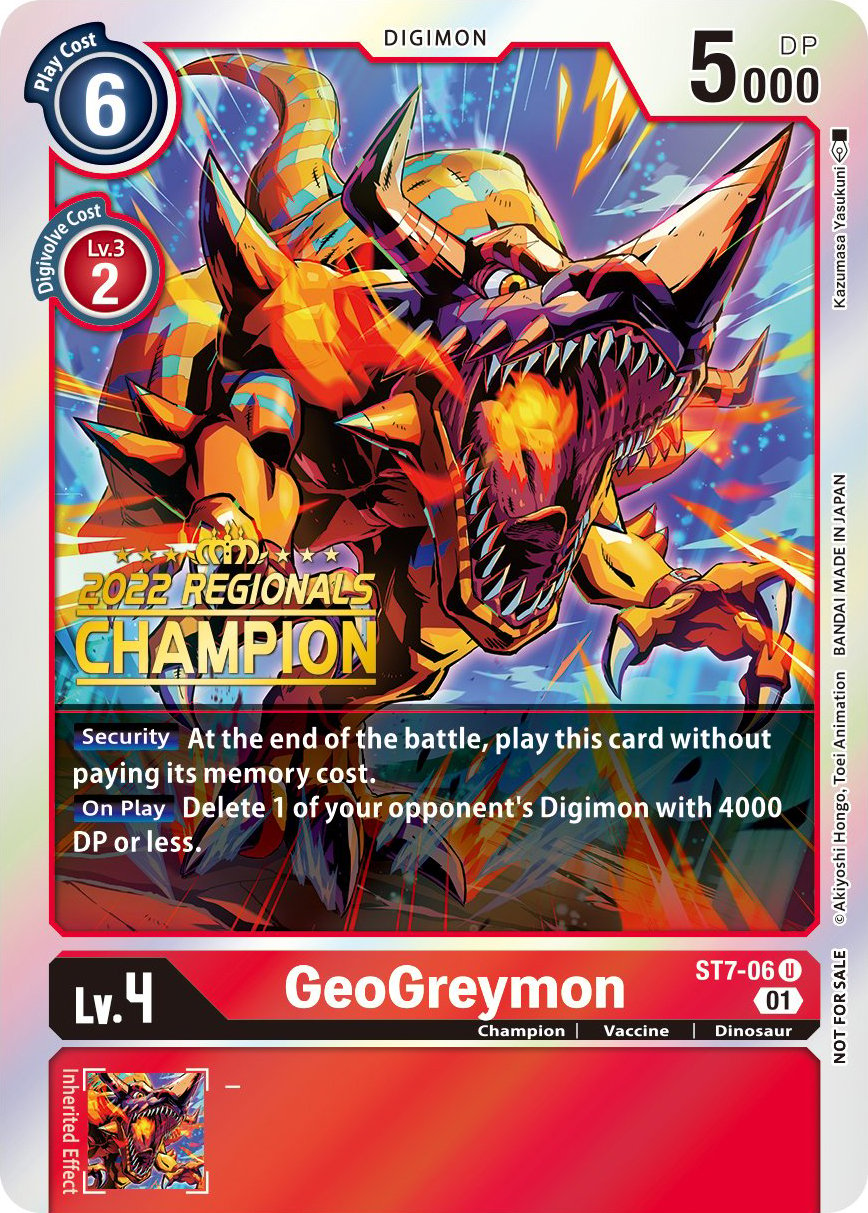 DIGIMON
Play Cost
6
DP
5000
Digivolve Cost
Lv.3
2
Kazumasa Yasukuni
2022 REGIONALS
CHAMPION
Security At the end of the battle, play this card without
paying its memory cost.
On Play Delete 1 of your opponent's Digimon with 4000
DP or less.
©Akiyoshi Hongo, Toei Animation BANDAI MADE IN JAPAN
Lv.4
GeoGreymon
ST7-06 U
01
Champion | Vaccine | Dinosaur
NOT FOR SALE
Inherited Effect
–